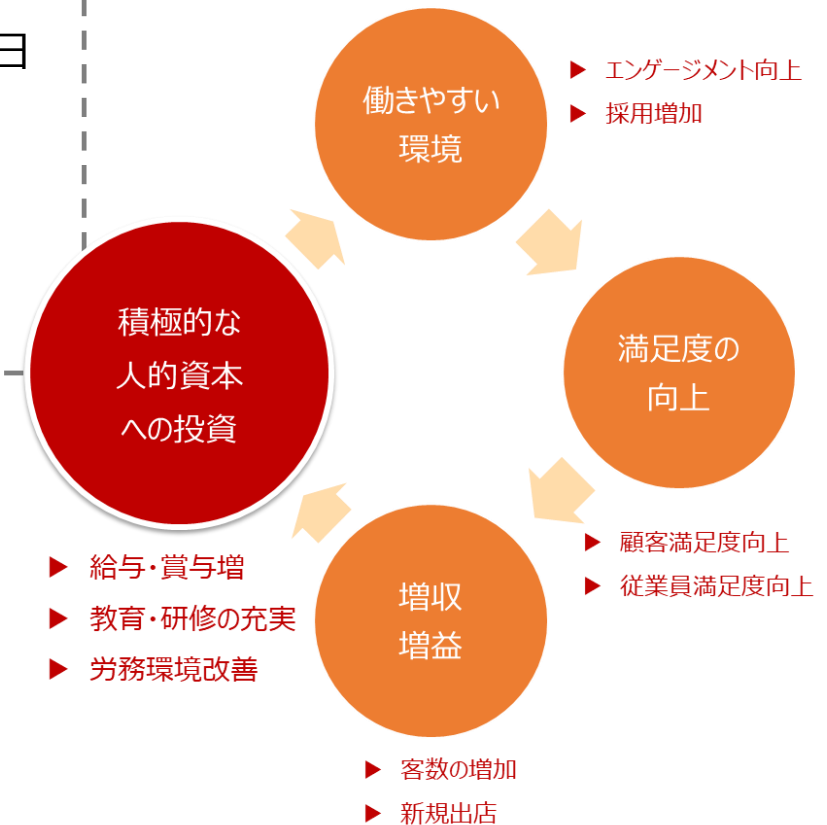 日
働きやすい
環境
▶ エンゲージメント向上
▶ 採用増加
積極的な
人的資本
への投資
満足度の
向上
▶ 顧客満足度向上
▶ 従業員満足度向上
▶ 給与・賞与増
▶ 教育・研修の充実
▶ 労務環境改善
増収
増益
▶ 客数の増加
▶ 新規出店